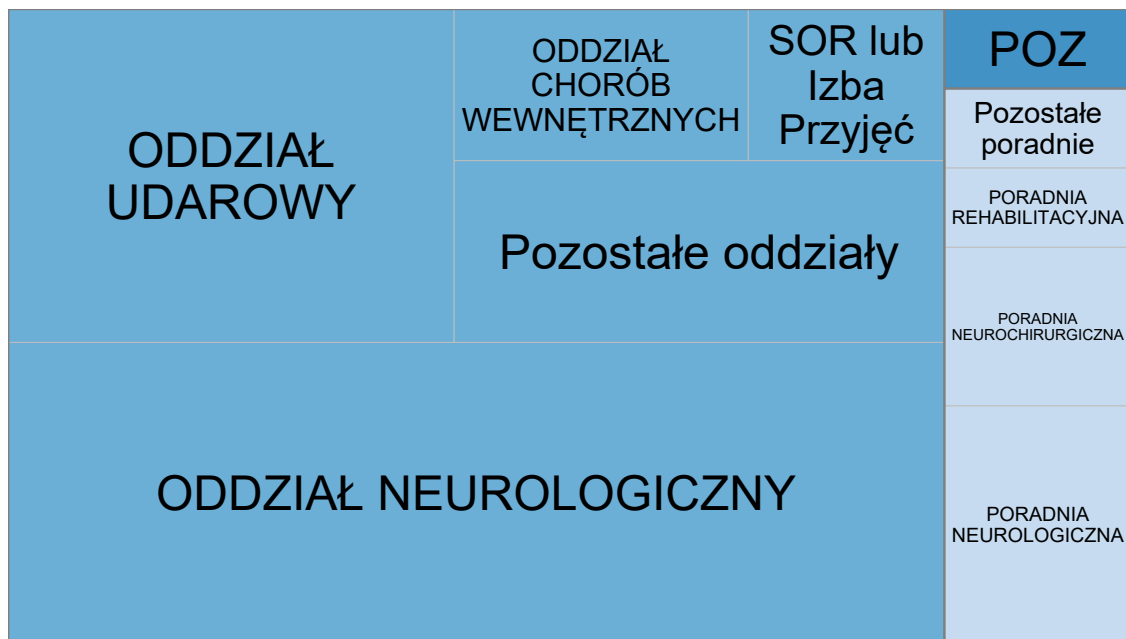 ODDZIAŁ
UDAROWY
ODDZIAŁ
CHORÓB
WEWNĘTRZNYCH
SOR lub
Izba
Przyjęć
Pozostałe oddziały
ODDZIAŁ NEUROLOGICZNY
POZ
Pozostałe
poradnie
PORADNIA
REHABILITACYJNA
PORADNIA
NEUROCHIRURGICZNA
PORADNIA
NEUROLOGICZNA